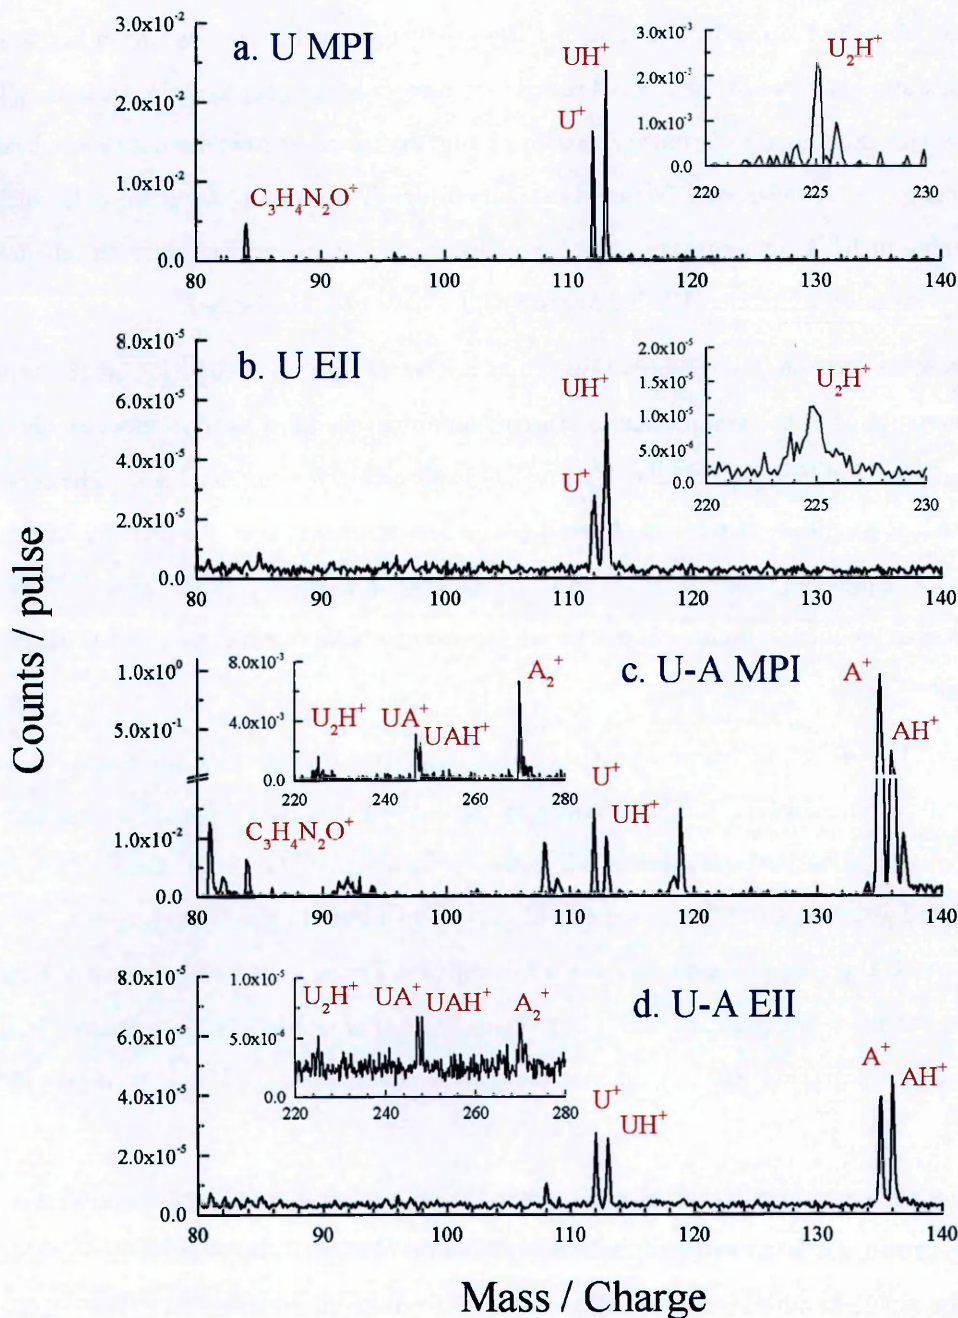 Counts / pulse
a. U MPI
3.0x10⁻²
2.0x10⁻²
1.0x10⁻²
0.0
C₃H₄N₂O⁺
U⁺
UH⁺
80 90 100 110 120 130 140
3.0x10⁻³
2.0x10⁻³
1.0x10⁻³
0.0
U₂H⁺
220 225 230
b. U EII
8.0x10⁻⁵
6.0x10⁻⁵
4.0x10⁻⁵
2.0x10⁻⁵
0.0
U⁺
UH⁺
80 90 100 110 120 130 140
2.0x10⁻⁵
1.5x10⁻⁵
1.0x10⁻⁵
5.0x10⁻⁶
0.0
U₂H⁺
220 225 230
c. U-A MPI
1.0x10⁰
5.0x10⁻¹
1.0x10⁻²
0.0
C₃H₄N₂O⁺
U⁺
UH⁺
A⁺
AH⁺
80 90 100 110 120 130 140
8.0x10⁻³
4.0x10⁻³
0.0
U₂H⁺ UA⁺ UAH⁺ A₂⁺
220 240 260 280
d. U-A EII
8.0x10⁻⁵
6.0x10⁻⁵
4.0x10⁻⁵
2.0x10⁻⁵
0.0
U⁺
UH⁺
A⁺
AH⁺
80 90 100 110 120 130 140
1.0x10⁻⁵
5.0x10⁻⁶
0.0
U₂H⁺ UA⁺ UAH⁺ A₂⁺
220 240 260 280
Mass / Charge